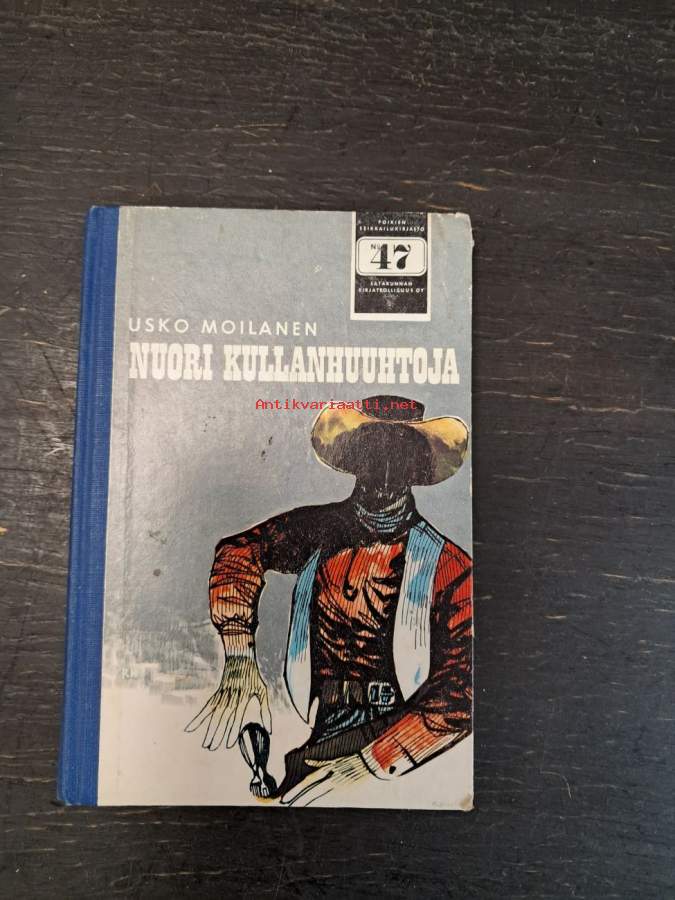 POIKIEN
SEIKKAILUKIRJASTO
N:o 47
SATAKUNNAN
KIRJATEOLLISUUS OY
USKO MOILANEN
NUORI KULLANHUUHTOJA
Antikvariaatti.net